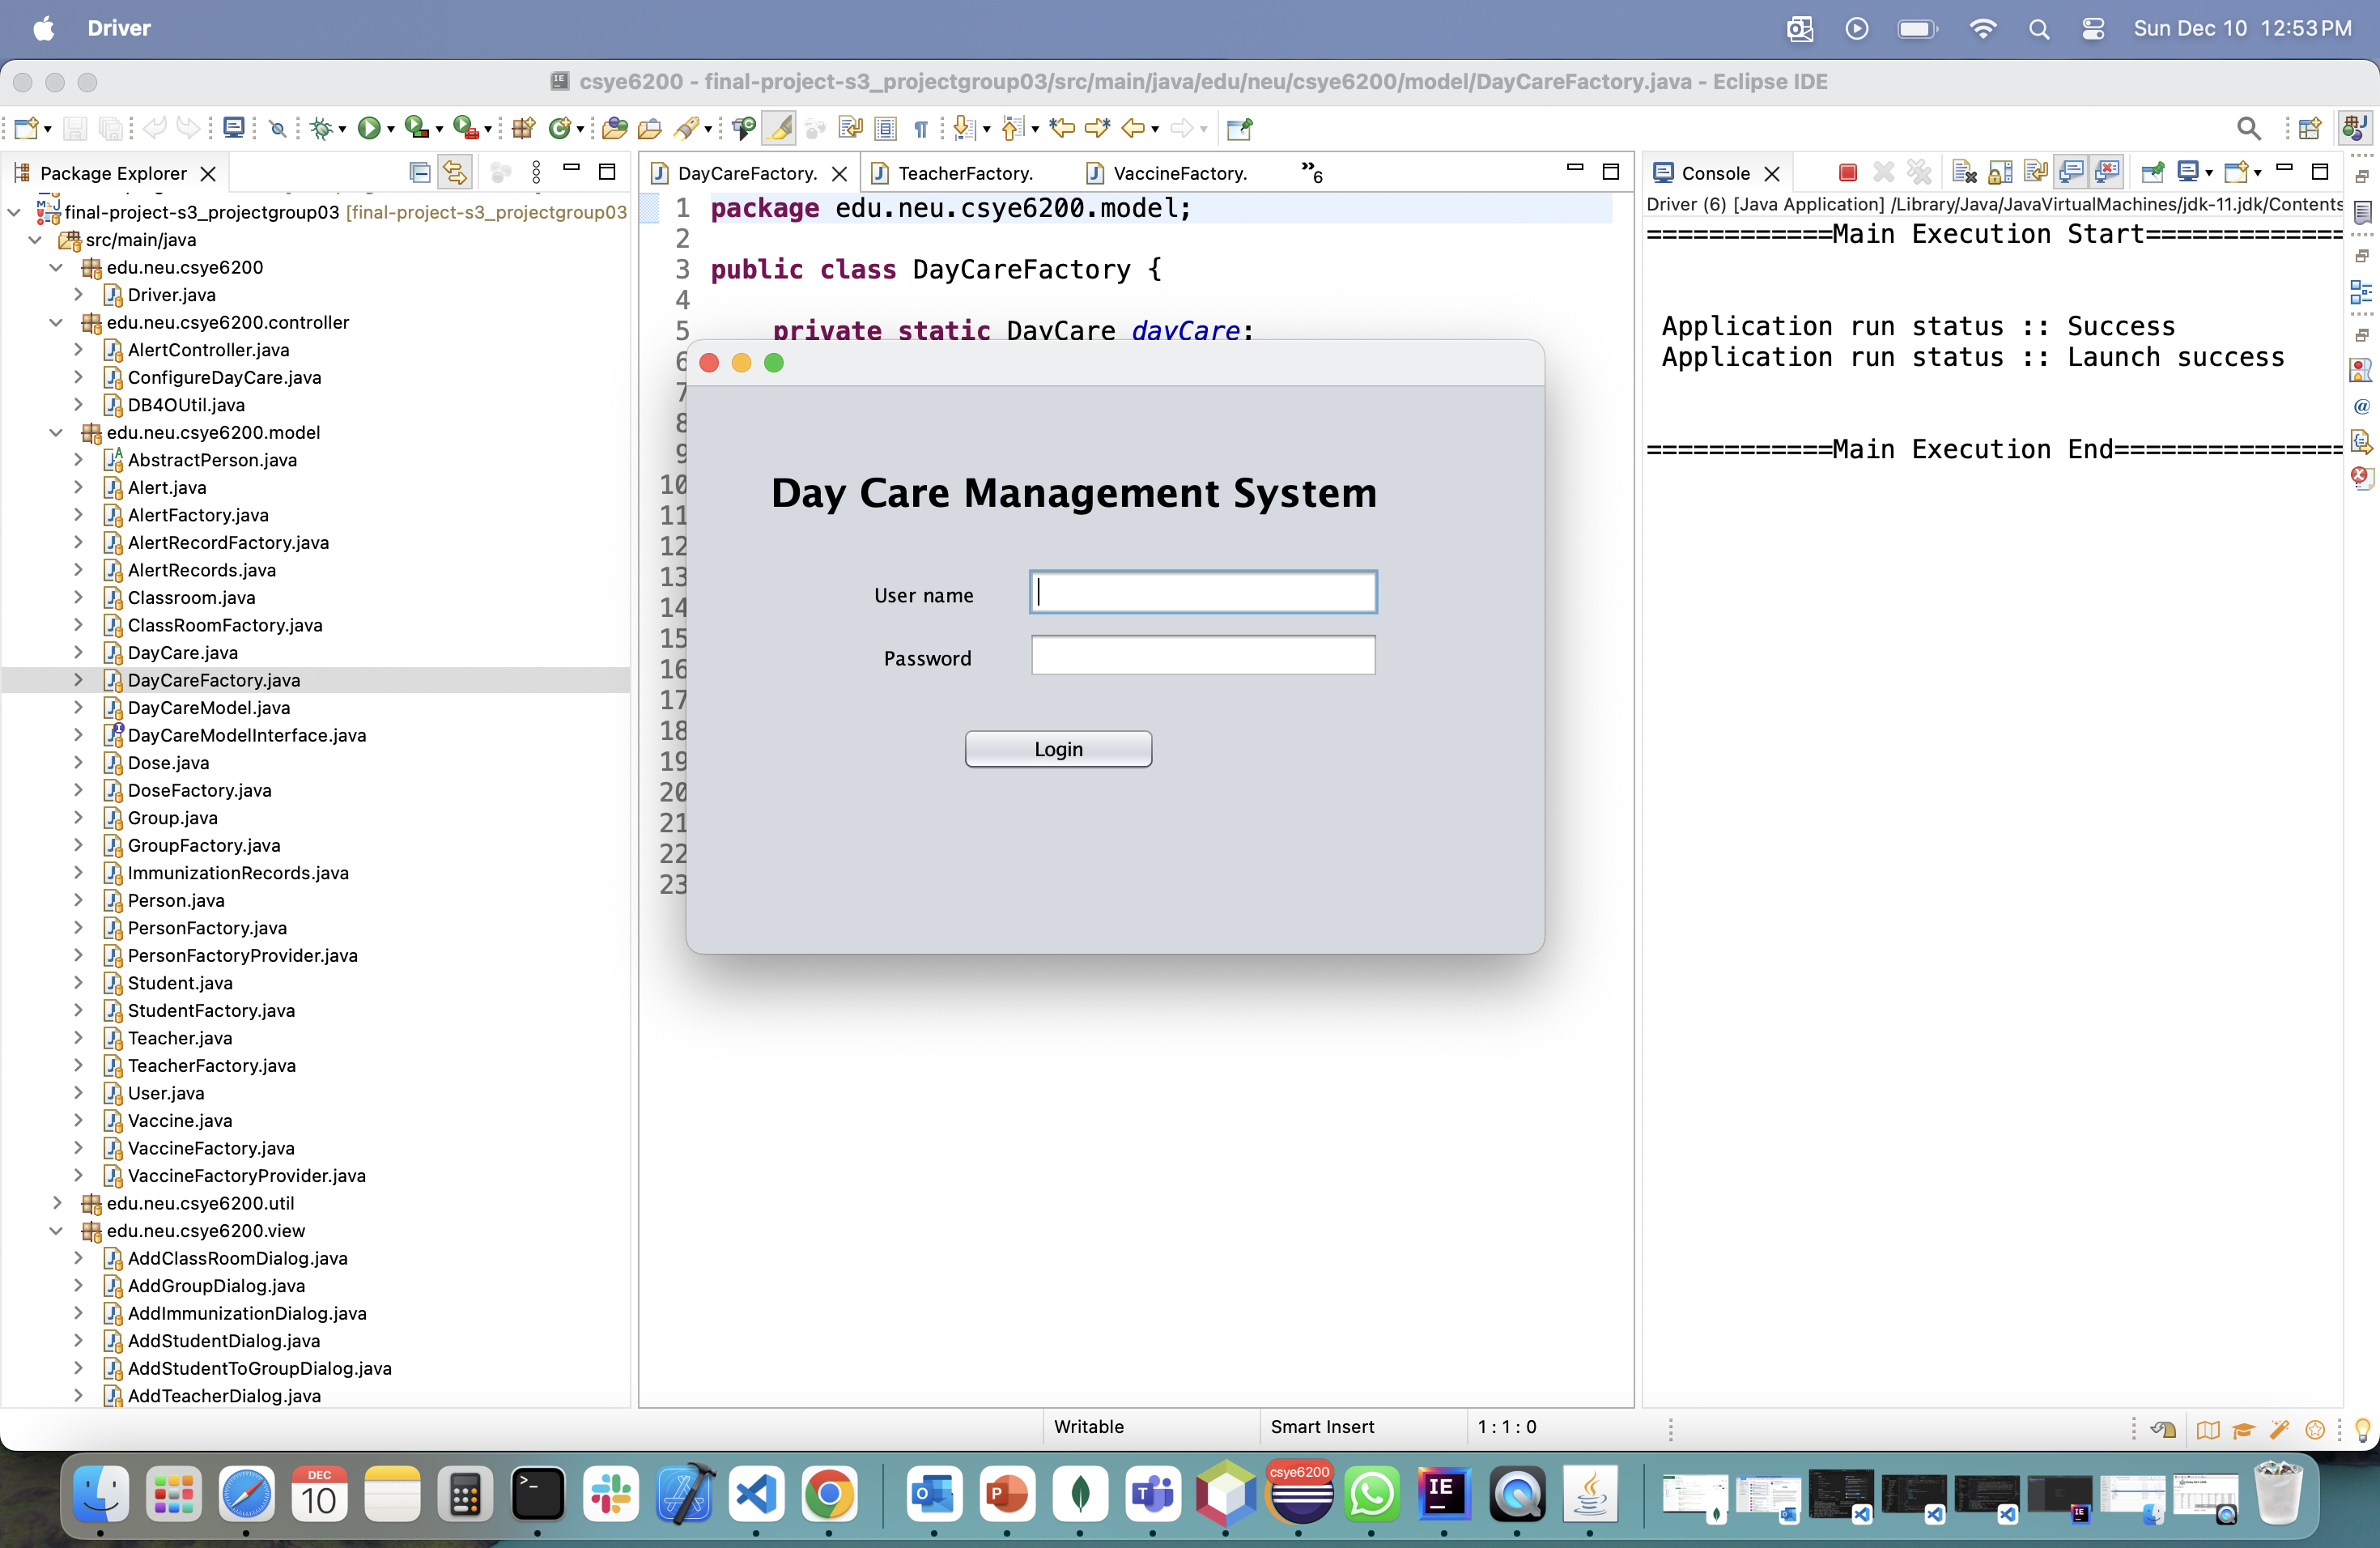 Driver
Sun Dec 10 12:53 PM
csye6200 - final-project-s3_projectgroup03/src/main/java/edu/neu/csye6200/model/DayCareFactory.java - Eclipse IDE
Package Explorer
final-project-s3_projectgroup03 [final-project-s3_projectgroup03
src/main/java
edu.neu.csye6200
Driver.java
edu.neu.csye6200.controller
AlertController.java
ConfigureDayCare.java
DB4OUtil.java
edu.neu.csye6200.model
AbstractPerson.java
Alert.java
AlertFactory.java
AlertRecordFactory.java
AlertRecords.java
Classroom.java
ClassRoomFactory.java
DayCare.java
DayCareFactory.java
DayCareModel.java
DayCareModelInterface.java
Dose.java
DoseFactory.java
Group.java
GroupFactory.java
ImmunizationRecords.java
Person.java
PersonFactory.java
PersonFactoryProvider.java
Student.java
StudentFactory.java
Teacher.java
TeacherFactory.java
User.java
Vaccine.java
VaccineFactory.java
VaccineFactoryProvider.java
edu.neu.csye6200.util
edu.neu.csye6200.view
AddClassRoomDialog.java
AddGroupDialog.java
AddImmunizationDialog.java
AddStudentDialog.java
AddStudentToGroupDialog.java
AddTeacherDialog.java
DayCareFactory. TeacherFactory. VaccineFactory. »6
1 package edu.neu.csye6200.model;
2
3 public class DayCareFactory {
4
5 private static DayCare dayCare;
6
7
8
9
10
11
12
13
14
15
16
17
18
19
20
21
22
23
Day Care Management System
User name
Password
Login
Console
Driver (6) [Java Application] /Library/Java/JavaVirtualMachines/jdk-11.jdk/Contents
============Main Execution Start=============
Application run status :: Success
Application run status :: Launch success
============Main Execution End===============
Writable Smart Insert 1 : 1 : 0
DEC
10
csye6200
IE